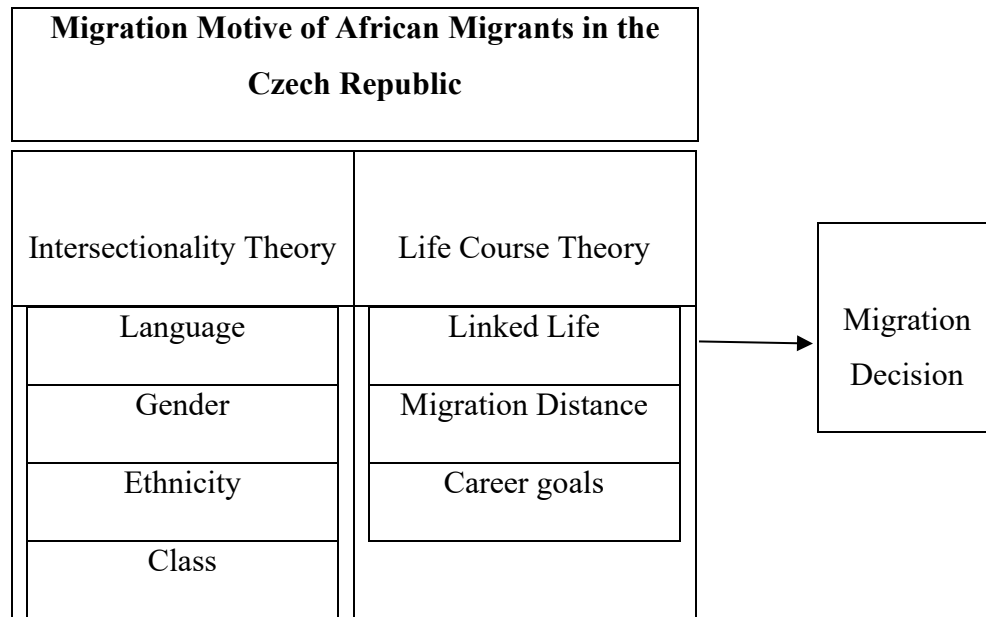 Migration Motive of African Migrants in the
Czech Republic
Intersectionality Theory
Life Course Theory
Language
Gender
Ethnicity
Class
Linked Life
Migration Distance
Career goals
Migration
Decision